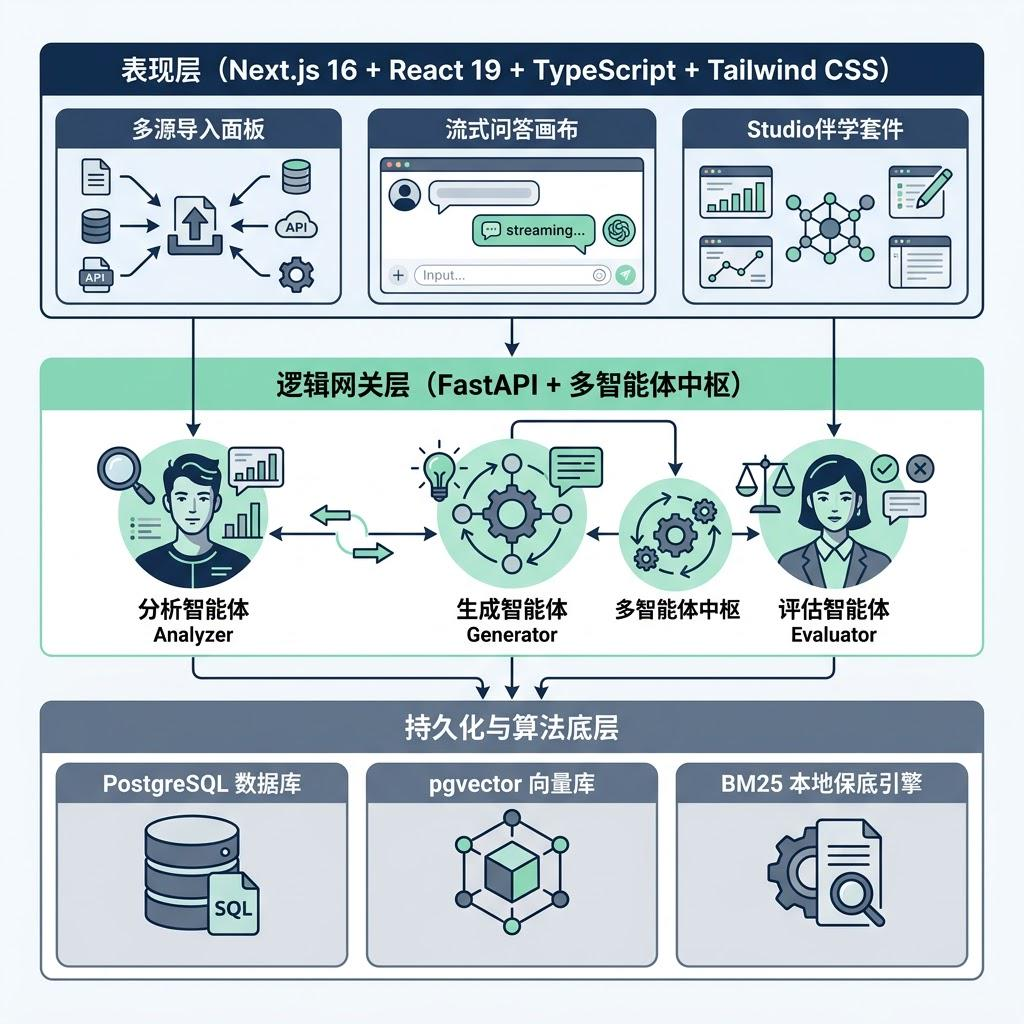 表现层（Next.js 16 + React 19 + TypeScript + Tailwind CSS）
多源导入面板
流式问答画布
Studio伴学套件
API
API
streaming...
Input...
逻辑网关层（FastAPI + 多智能体中枢）
分析智能体
Analyzer
生成智能体
Generator
多智能体中枢
评估智能体
Evaluator
持久化与算法底层
PostgreSQL 数据库
pgvector 向量库
BM25 本地保底引擎
SQL